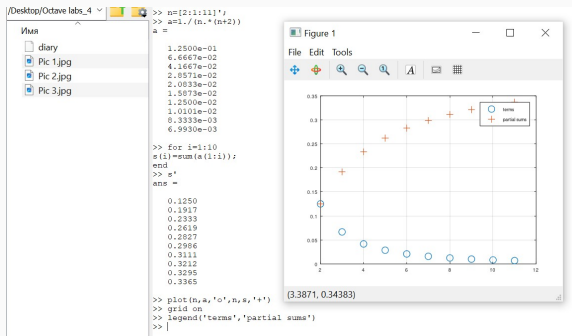 /Desktop/Octave labs_4
Имя
diary
Pic 1.jpg
Pic 2.jpg
Pic 3.jpg
>> n=[2:1:11]';
>> a=1./(n.*(n+2))
a =
1.2500e-01
6.6667e-02
4.1667e-02
2.8571e-02
2.0833e-02
1.5873e-02
1.2500e-02
1.0101e-02
8.3333e-03
6.9930e-03
>> for i=1:10
s(i)=sum(a(1:i));
end
>> s'
ans =
0.1250
0.1917
0.2333
0.2619
0.2827
0.2986
0.3111
0.3212
0.3295
0.3365
>> plot(n,a,'o',n,s,'+')
>> grid on
>> legend('terms','partial sums')
>>
Figure 1
File Edit Tools
A
0.35
0.3
0.25
0.2
0.15
0.1
0.05
0
2 4 6 8 10 12
terms
partial sums
(3.3871, 0.34383)